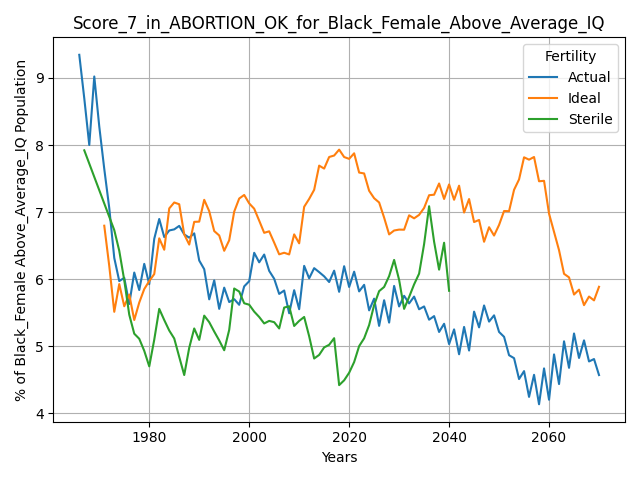 Score_7_in_ABORTION_OK_for_Black_Female_Above_Average_IQ
% of Black_Female Above_Average_IQ Population
9
8
7
6
5
4
Fertility
Actual
Ideal
Sterile
1980
2000
2020
2040
2060
Years